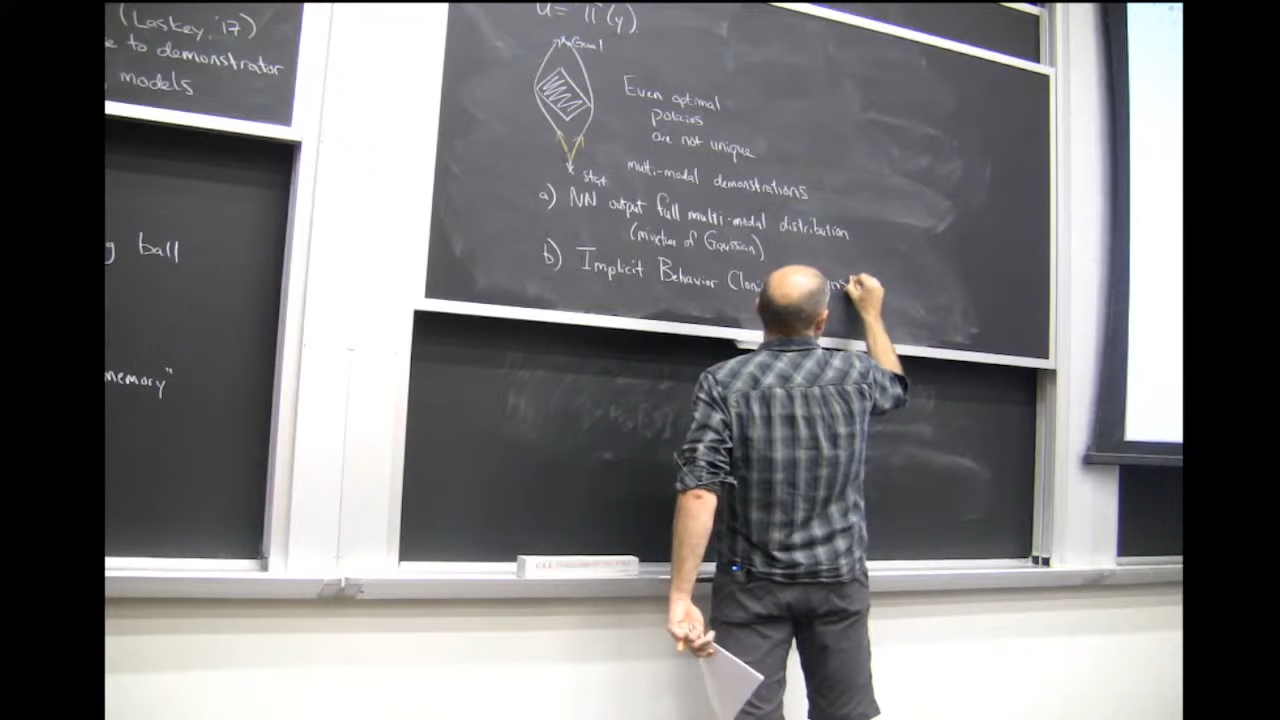 (Laskey, '17)
e to demonstrator
models
g ball
memory"
u = π(y)
Goal
start
Even optimal
policies
are not unique
multi-modal demonstrations
a) NN output full multi-modal distribution
(mixture of Gaussian)
b) Implicit Behavior Cloni